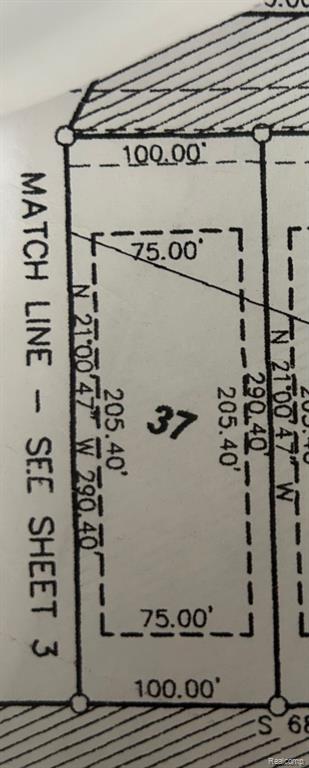 100.00'
75.00'
MATCH LINE - SEE SHEET 3
N 21°00'47" W 290.40'
205.40'
37
205.40'
290.40'
N 21°00'47" W
75.00'
100.00'
S 68
Realcomp